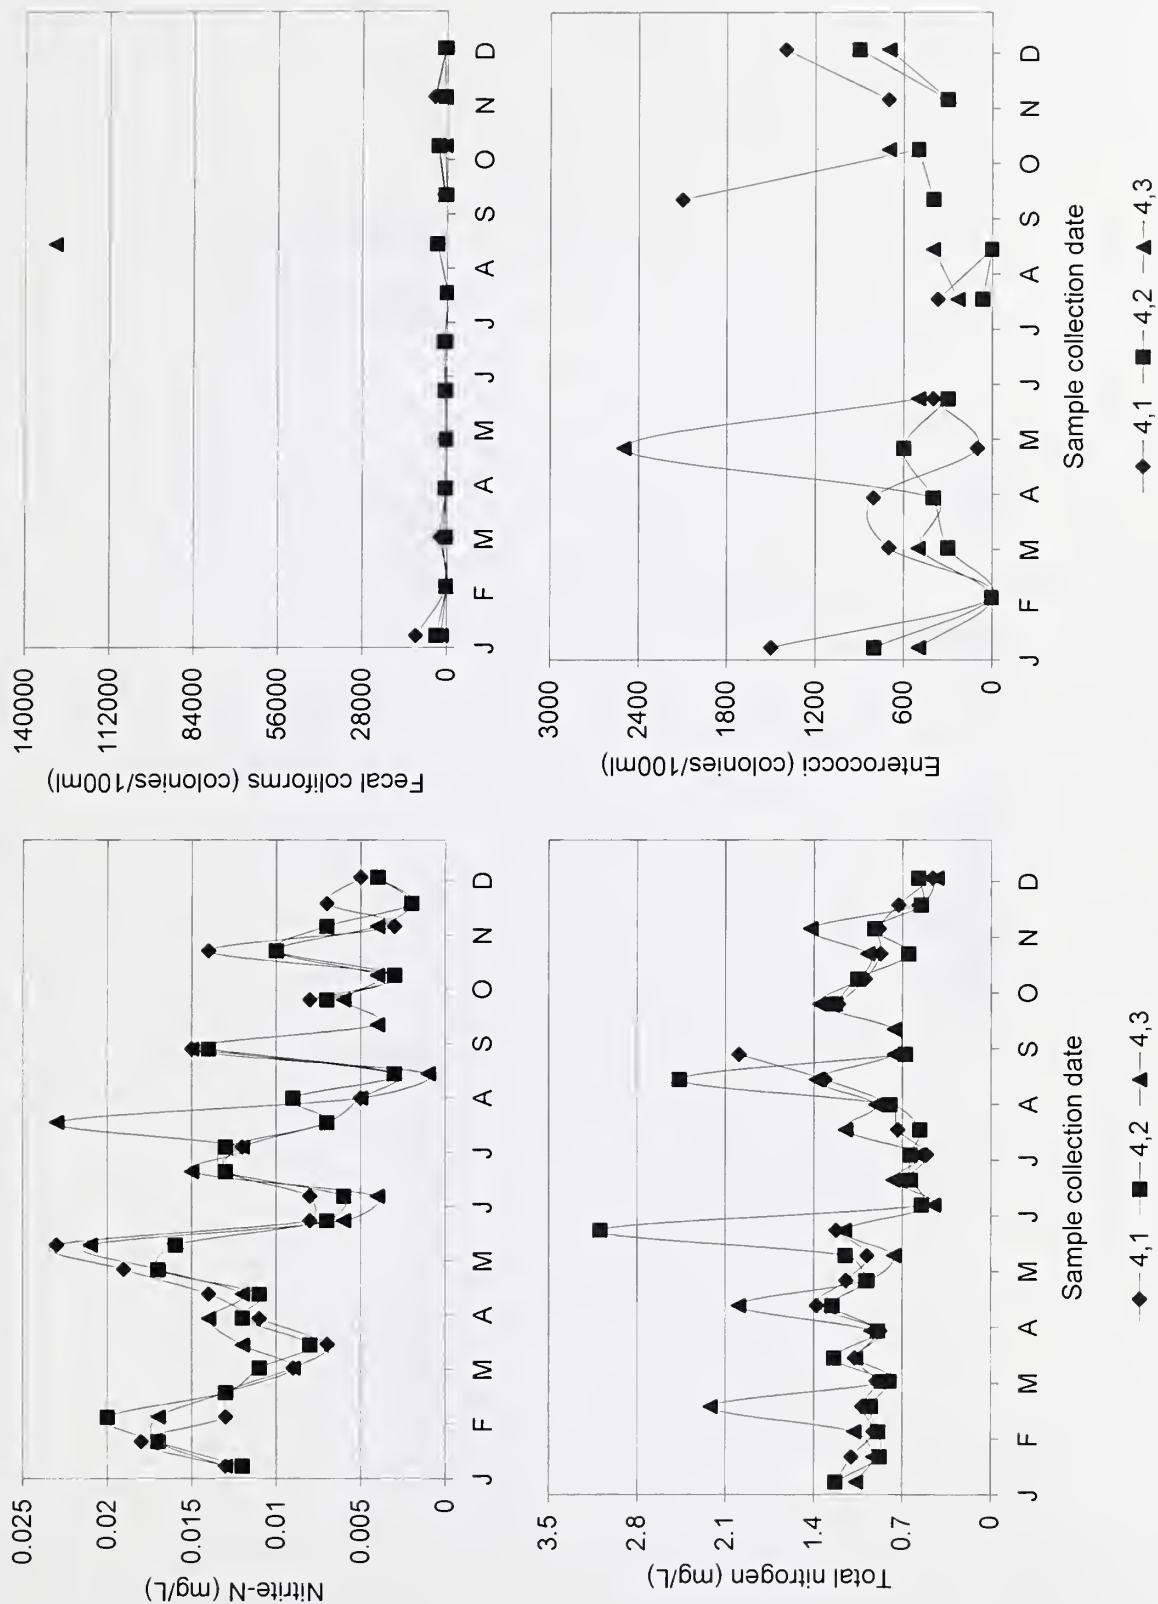 Nitrite-N (mg/L)
0.025
0.02
0.015
0.01
0.005
0
J F M A M J J A S O N D
Fecal coliforms (colonies/100ml)
140000
112000
84000
56000
28000
0
J F M A M J J A S O N D
Total nitrogen (mg/L)
3.5
2.8
2.1
1.4
0.7
0
J F M A M J J A S O N D
Sample collection date
4,1 4,2 4,3
Enterococci (colonies/100ml)
3000
2400
1800
1200
600
0
J F M A M J J A S O N D
Sample collection date
4,1 4,2 4,3